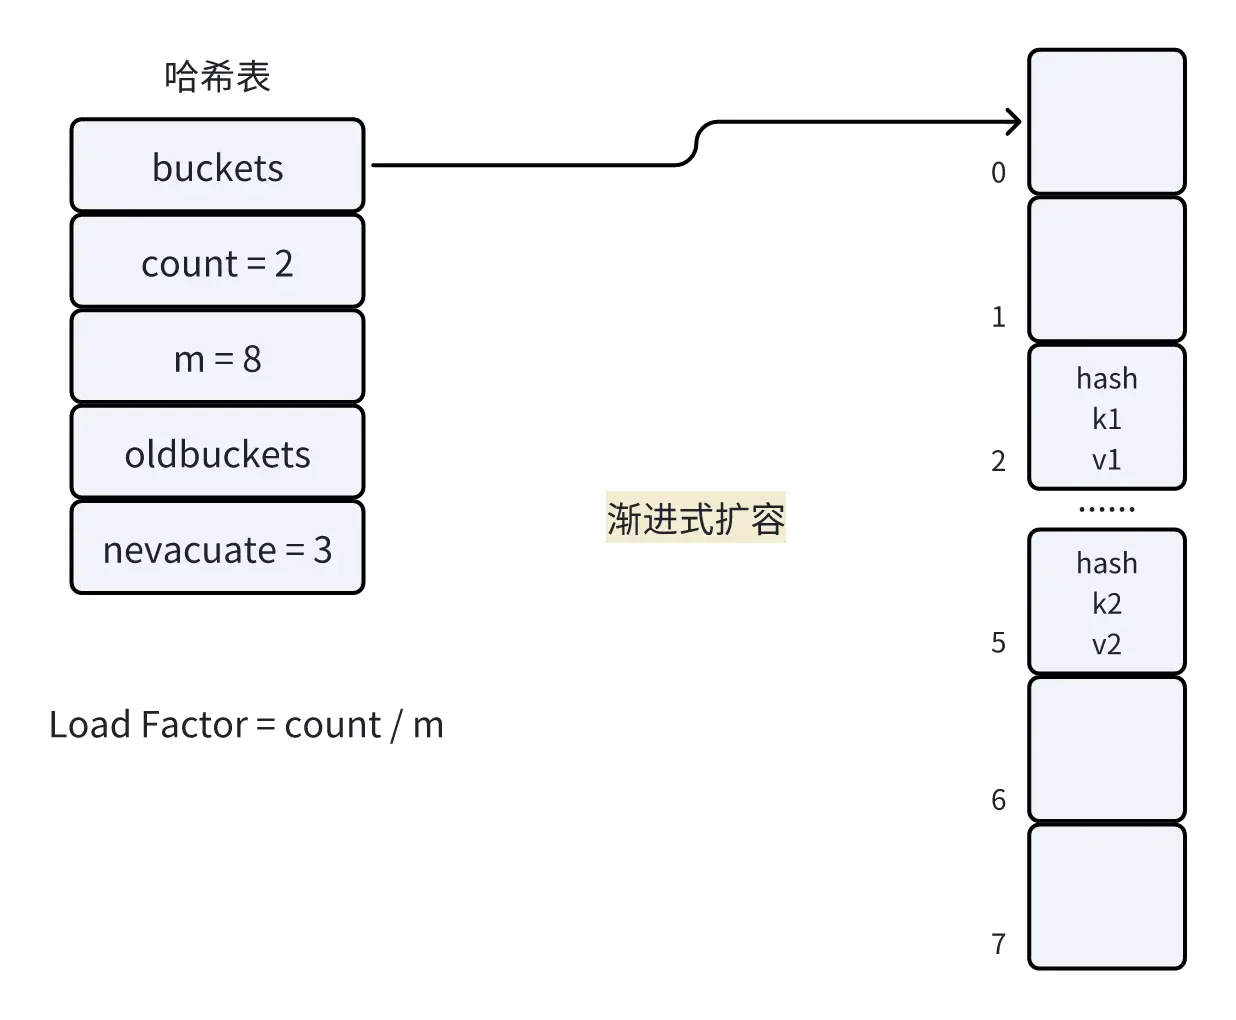 哈希表
buckets
count = 2
m = 8
oldbuckets
nevacuate = 3
Load Factor = count / m
渐进式扩容
0
1
hash
k1
v1
2
······
hash
k2
v2
5
6
7